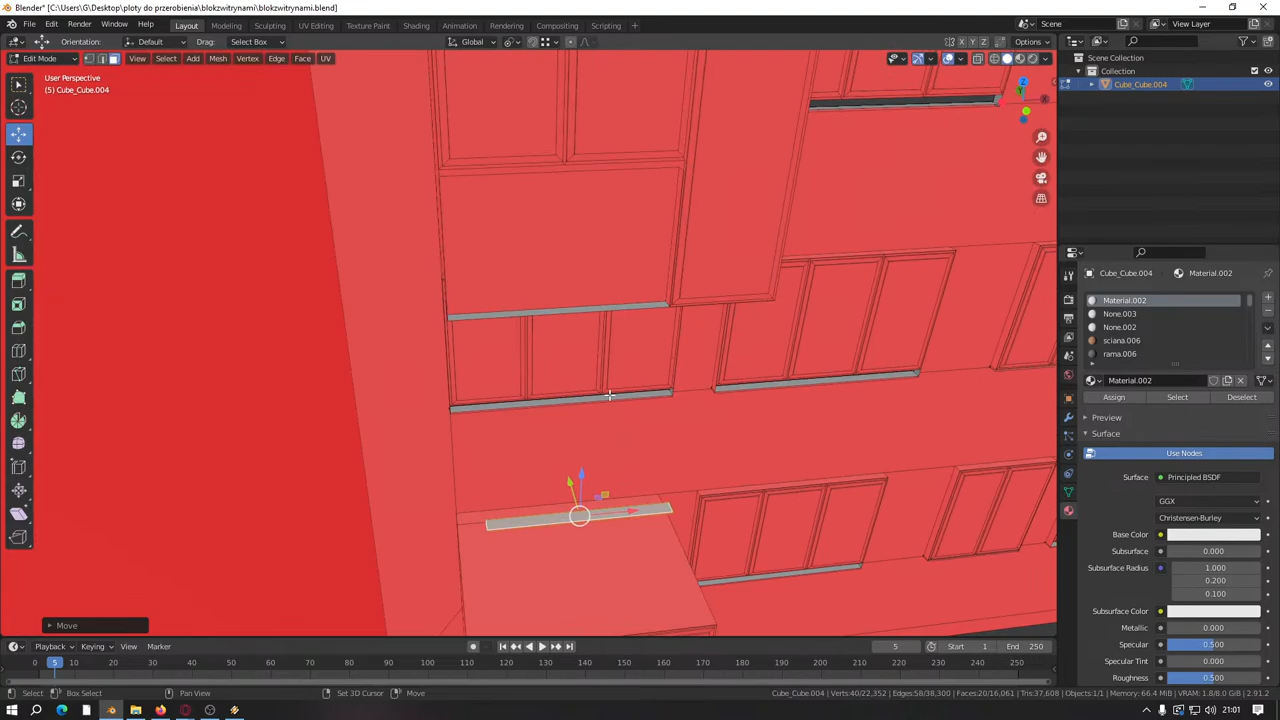 Blender* [C:\Users\G\Desktop\ploty do przerobienia\blokzwitrynami\blokzwitrynami.blend]
File Edit Render Window Help Layout Modeling Sculpting UV Editing Texture Paint Shading Animation Rendering Compositing Scripting + Scene View Layer
Orientation: Default Drag: Select Box Global X Y Z Options
Edit Mode View Select Add Mesh Vertex Edge Face UV
Scene Collection
Collection
Cube_Cube.004
User Perspective
(5) Cube_Cube.004
Z
Cube_Cube.004 Material.002
Material.002
None.003
None.002
sciana.006
rama.006
Material.002
Assign Select Deselect
Preview
Surface
Use Nodes
Surface Principled BSDF
GGX
Christensen-Burley
Base Color
Subsurface 0.000
Subsurface Radius 1.000
0.200
0.100
Subsurface Color
Metallic 0.000
Specular 0.500
Specular Tint 0.000
Roughness 0.500
Move
Playback Keying View Marker 5 Start 1 End 250
0 5 10 20 30 40 50 60 70 80 90 100 110 120 130 140 150 160 170 180 190 200 210 220 230 240 250
Select Box Select Pan View Set 3D Cursor Move Cube_Cube.004 | Verts:40/22,352 | Edges:58/38,300 | Faces:20/16,061 | Tris:37,608 | Objects:1/1 | Memory: 66.4 MiB | VRAM: 1.8/8.0 GiB | 2.91.2
21:01